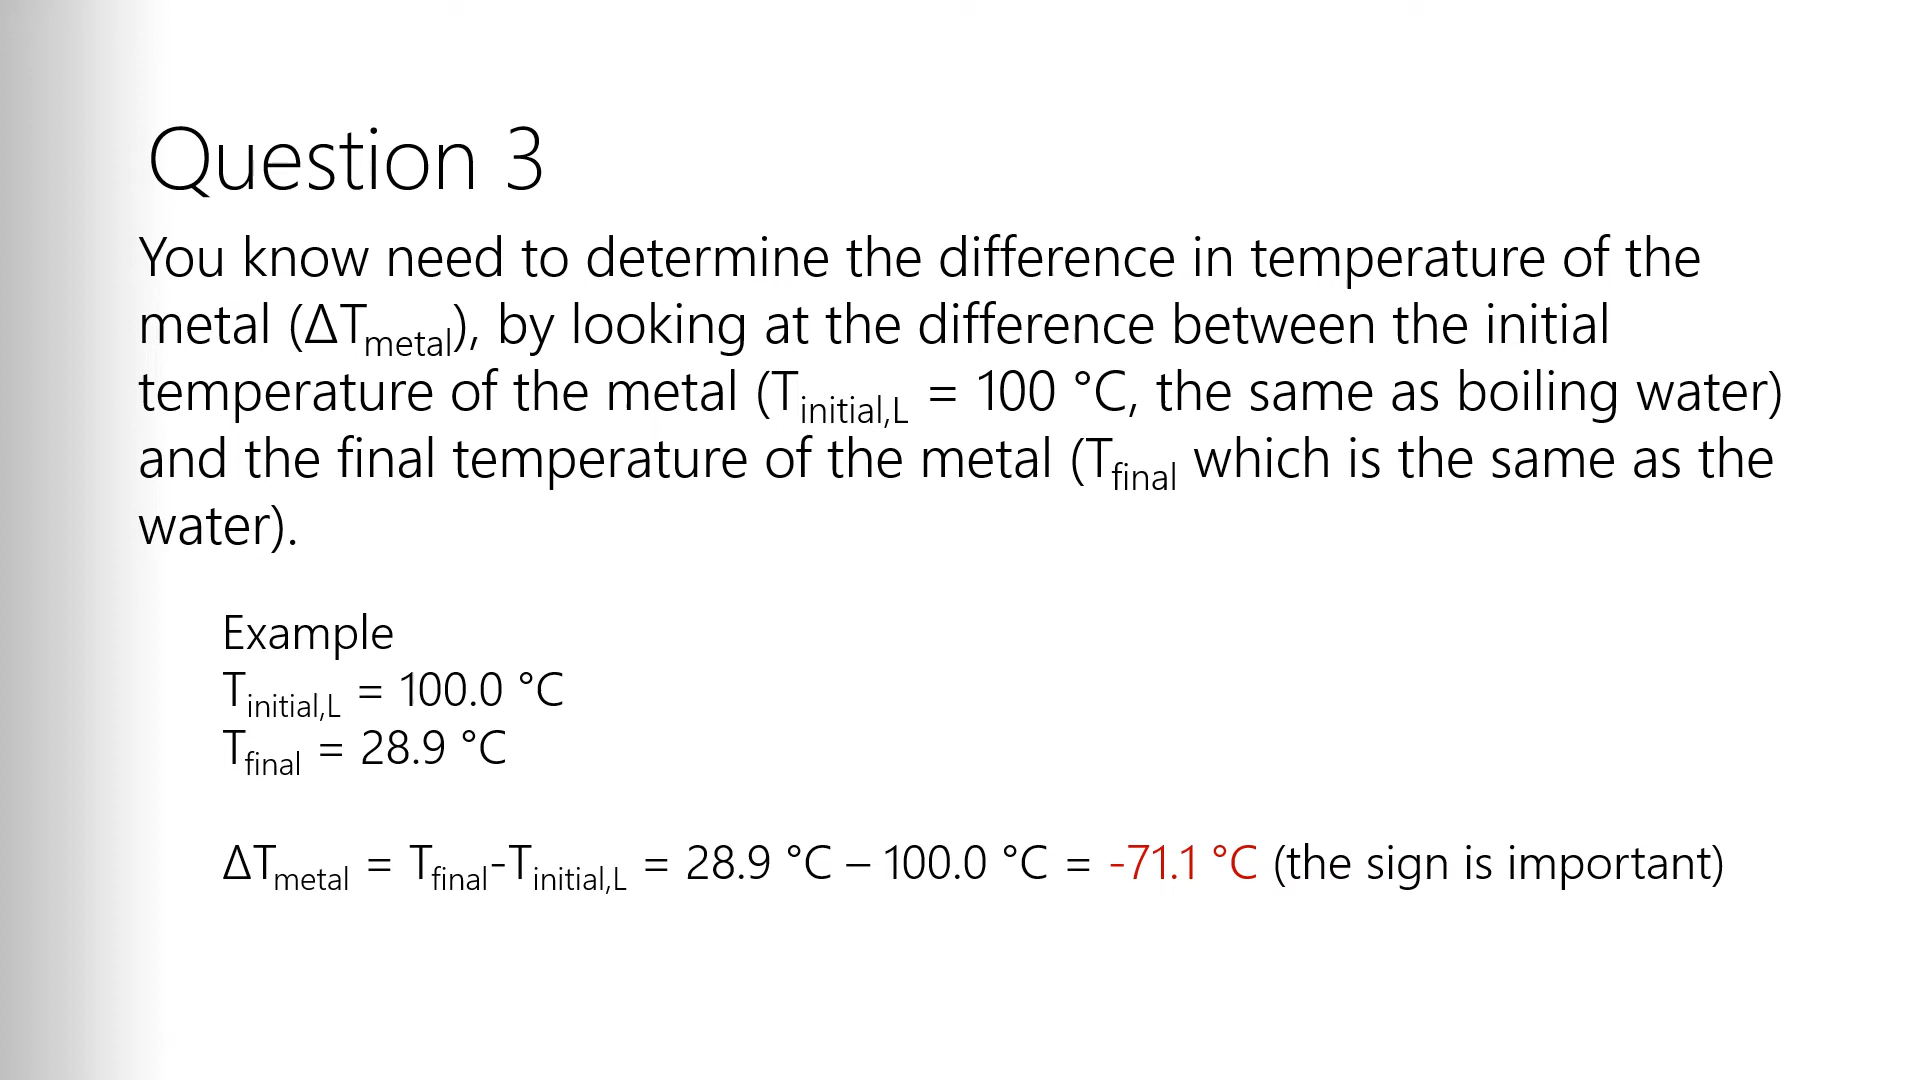 Question 3
You know need to determine the difference in temperature of the
metal (ΔTmetal), by looking at the difference between the initial
temperature of the metal (Tinitial,L = 100 °C, the same as boiling water)
and the final temperature of the metal (Tfinal which is the same as the
water).
Example
Tinitial,L = 100.0 °C
Tfinal = 28.9 °C
ΔTmetal = Tfinal-Tinitial,L = 28.9 °C – 100.0 °C = -71.1 °C (the sign is important)